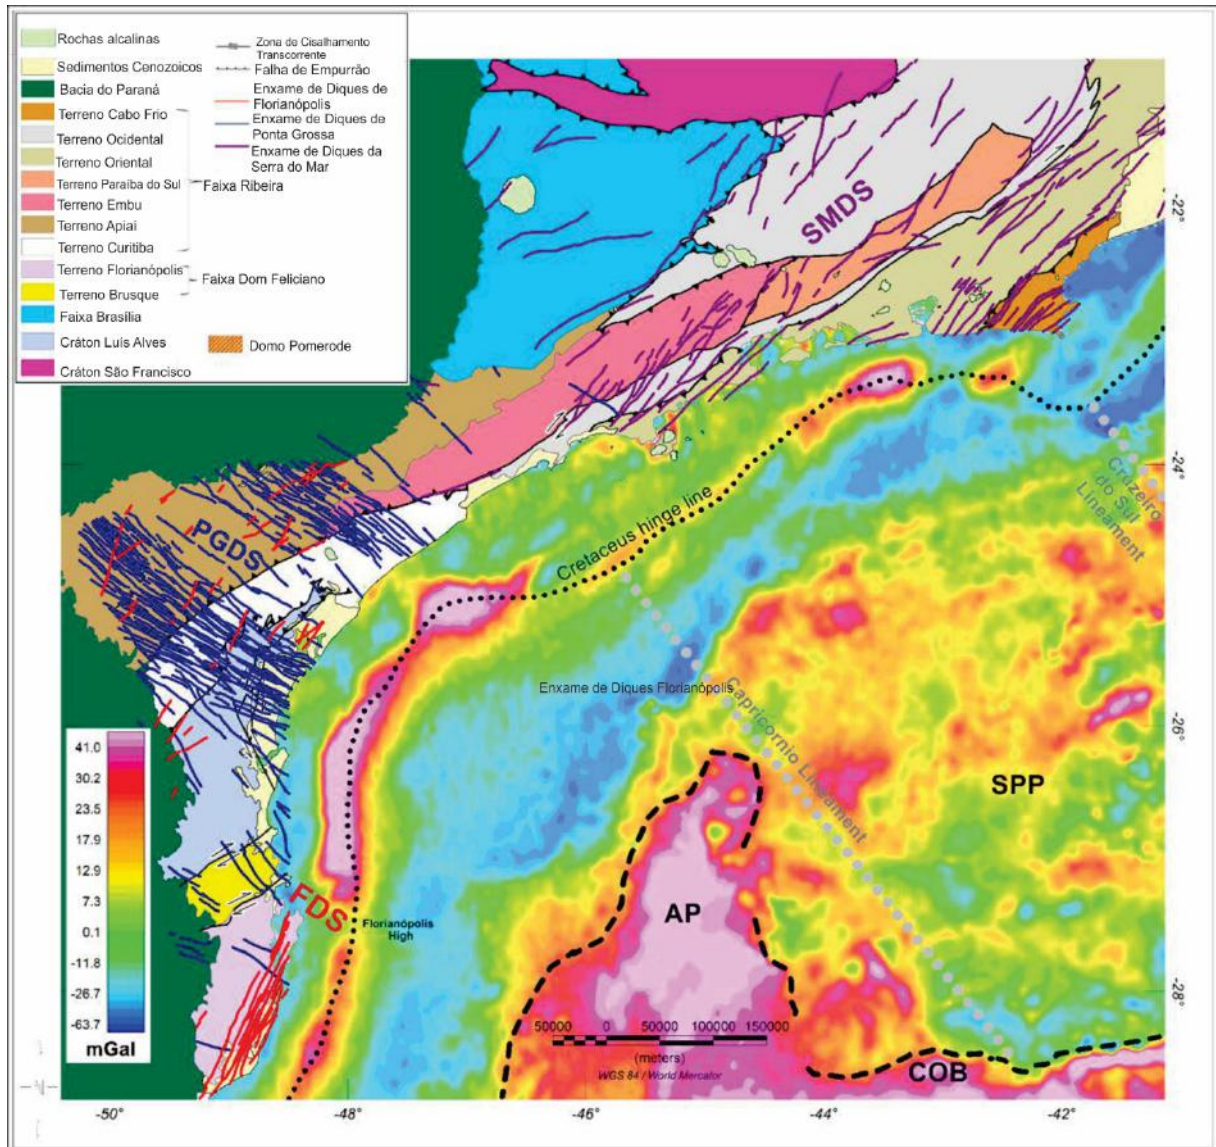 Rochas alcalinas
Sedimentos Cenozoicos
Bacia do Paraná
Terreno Cabo Frio
Terreno Ocidental
Terreno Oriental
Terreno Paraíba do Sul
Terreno Embu
Terreno Apiaí
Terreno Curitiba
Faixa Ribeira
Terreno Florianópolis
Terreno Brusque
Faixa Dom Feliciano
Faixa Brasília
Cráton Luís Alves
Cráton São Francisco
Zona de Cisalhamento
Transcorrente
Falha de Empurrão
Enxame de Diques de
Florianópolis
Enxame de Diques de
Ponta Grossa
Enxame de Diques da
Serra do Mar
Domo Pomerode
SMDS
PGDS
FDS
Cretaceus hinge line
Cruzeiro
do Sul
Lineament
Enxame de Diques Florianópolis
Capricornio Lineament
Florianópolis
High
SPP
AP
COB
41.0
30.2
23.5
17.9
12.9
7.3
0.1
-11.8
-26.7
-63.7
mGal
50000 0 50000 100000 150000
(meters)
WGS 84 / World Mercator
-22°
-24°
-26°
-28°
-50° -48° -46° -44° -42°